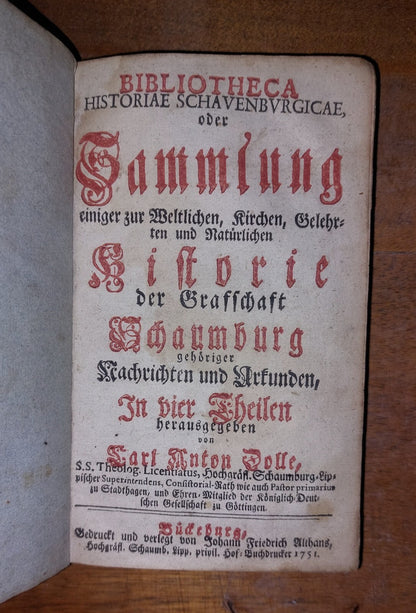 BIBLIOTHECA
HISTORIAE SCHAVENBVRGICAE,
oder
Sammlung
einiger zur Weltlichen, Kirchen, Gelehr-
ten und Natürlichen
Historie
der Grafschaft
Schaumburg
gehöriger
Nachrichten und Urkunden,
In vier Theilen
herausgegeben
von
Carl Anton Dolle,
S.S. Theolog. Licentiatus, Hochgräfl. Schaumburg-Lip-
pischer Superintendens, Consistorial-Rath wie auch Pastor primarius
zu Stadthagen, und Ehren-Mitglied der Königlich-Deut-
schen Gesellschaft zu Göttingen.
Bückeburg,
Gedruckt und verlegt von Johann Friedrich Althans,
Hochgräfl. Schaumb. Lipp. privil. Hof-Buchdrucker 1751.